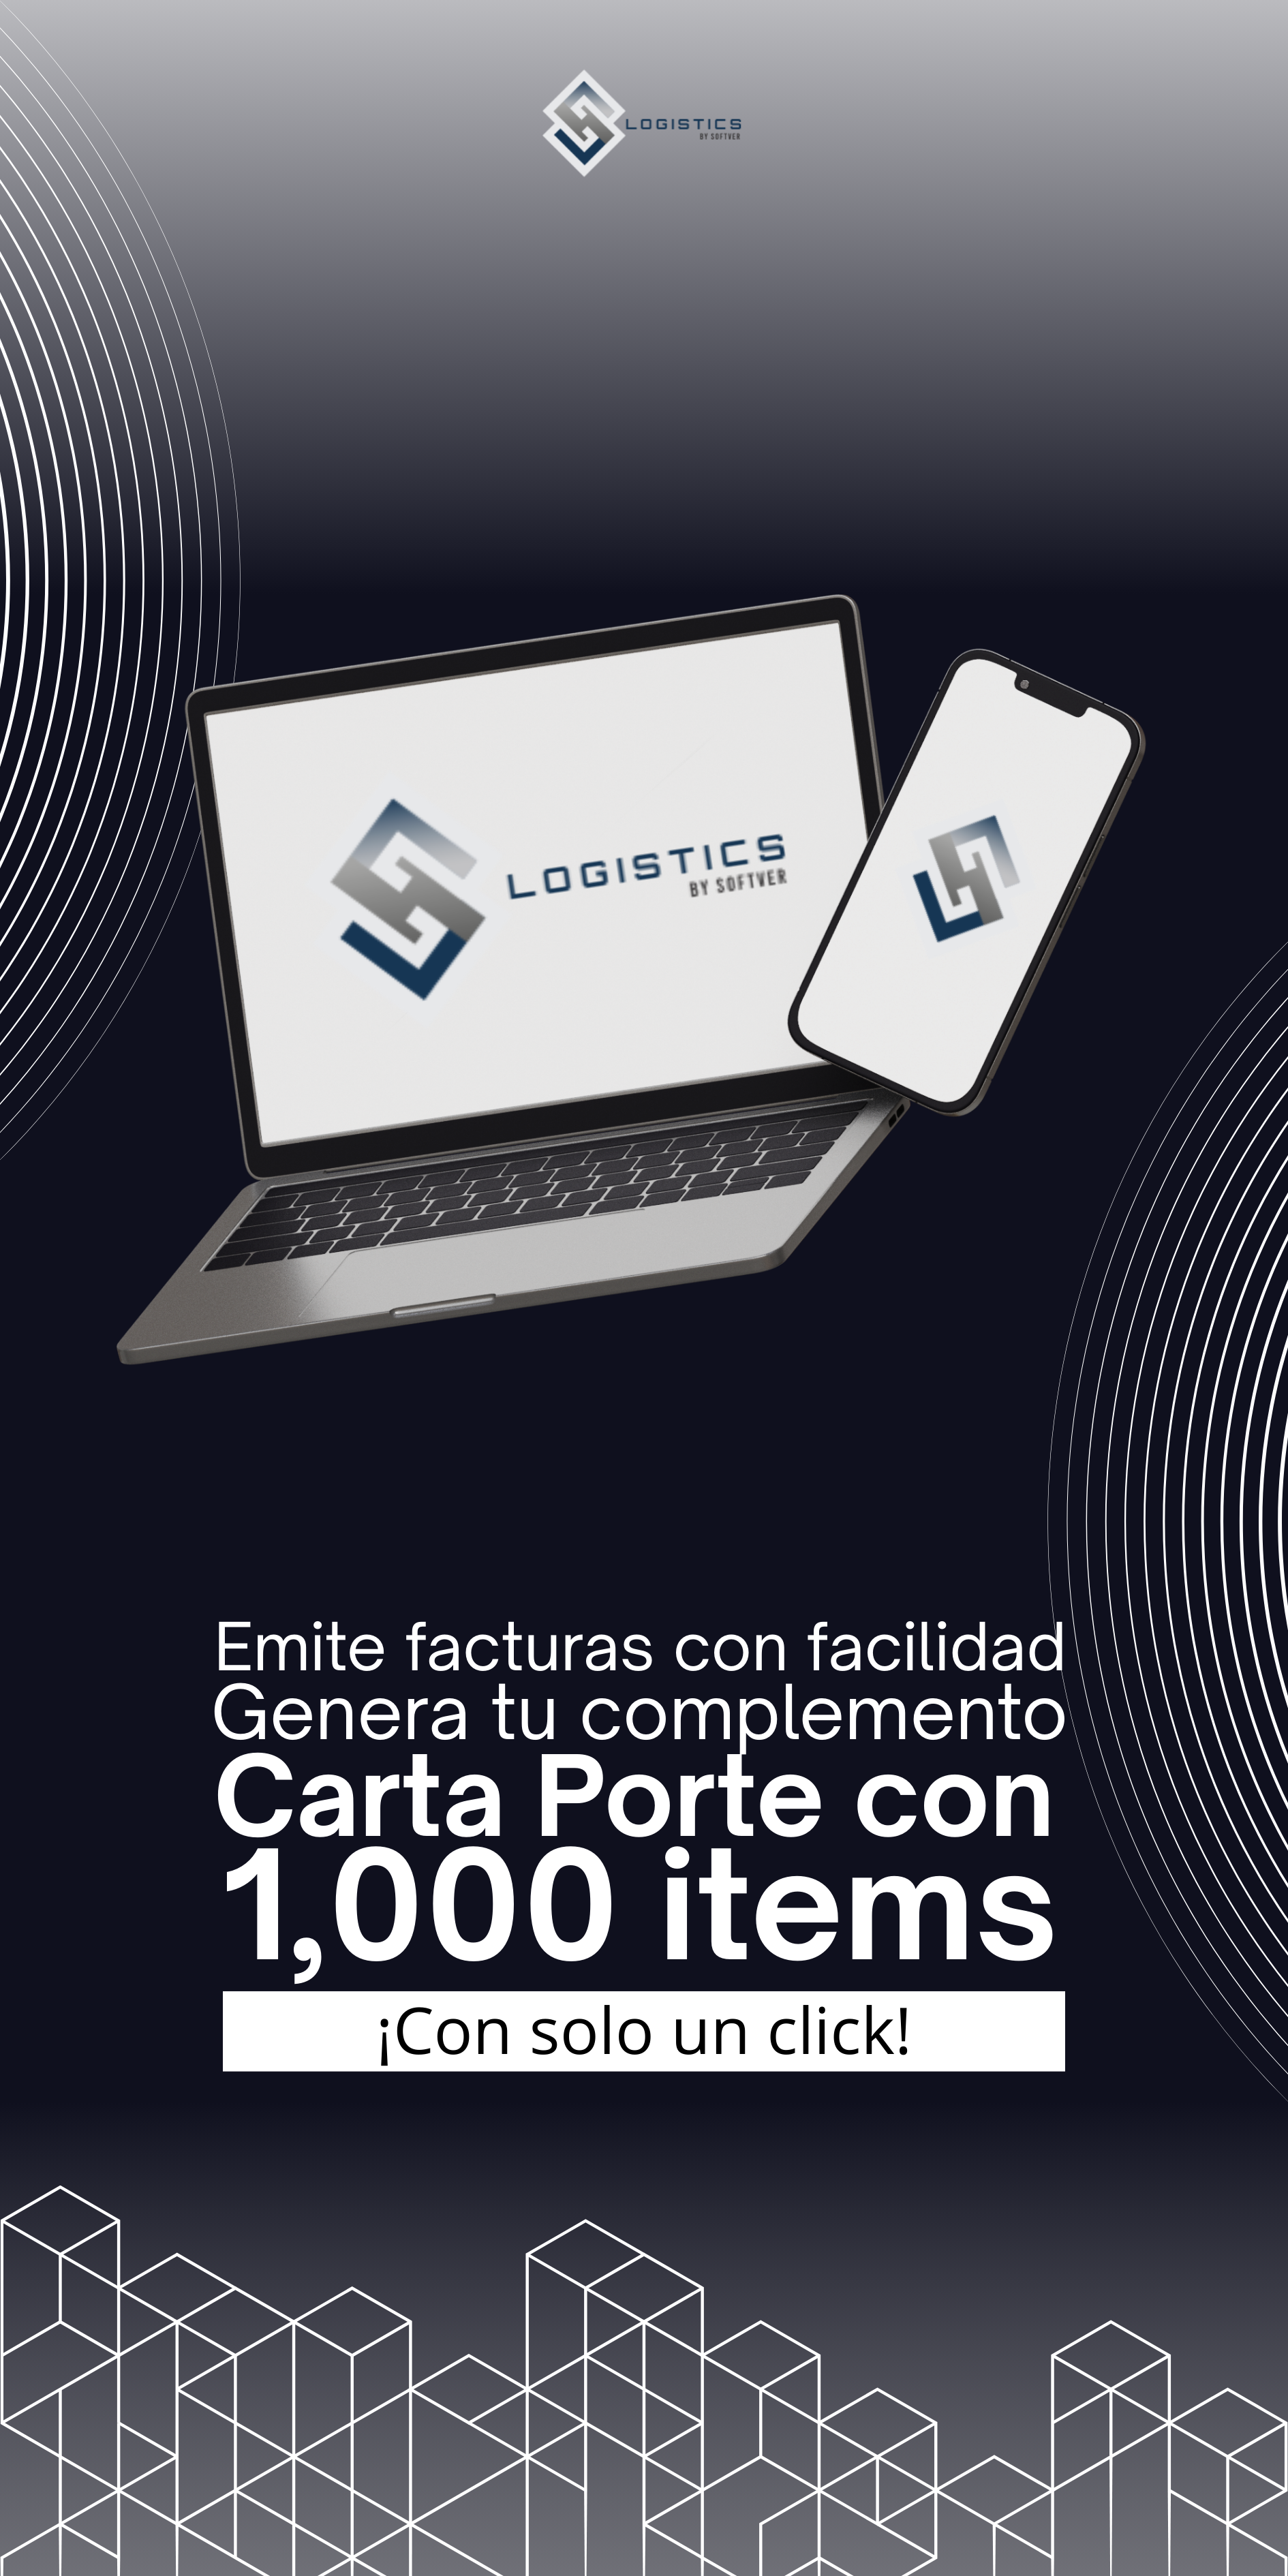 LOGISTICS
BY SOFTVER
LOGISTICS
BY SOFTVER
Emite facturas con facilidad
Genera tu complemento
Carta Porte con
1,000 items
¡Con solo un click!